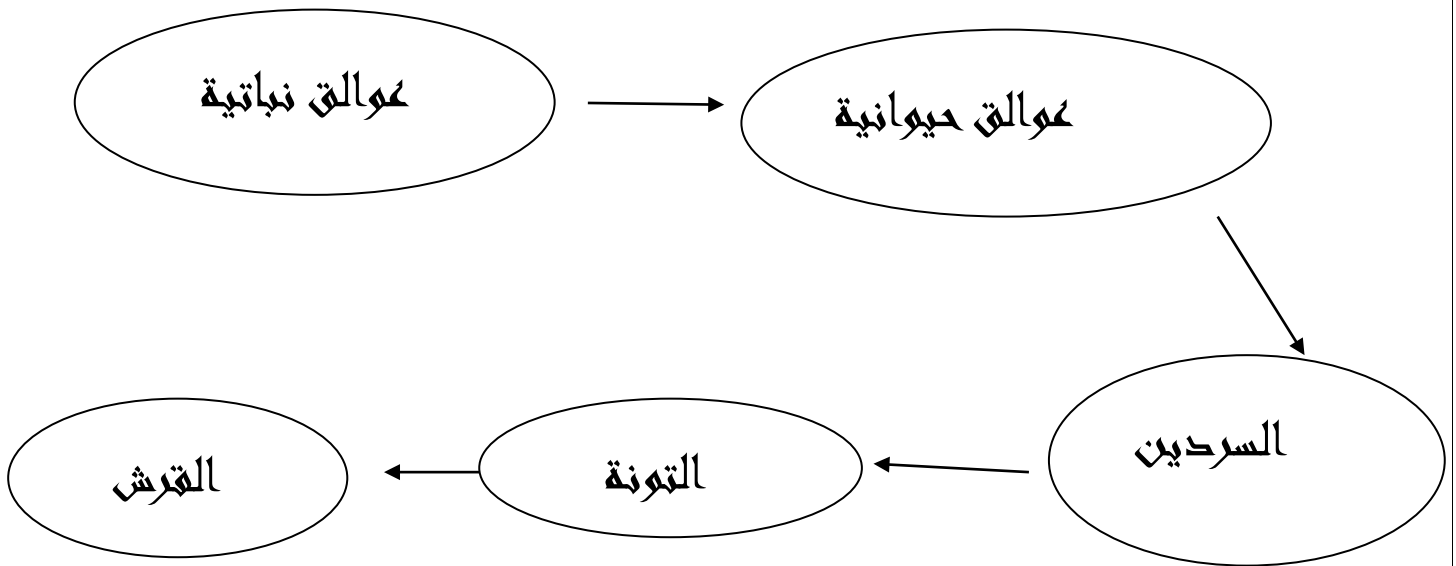 عوالق نباتية
عوالق حيوانية
السردين
التونة
القرش